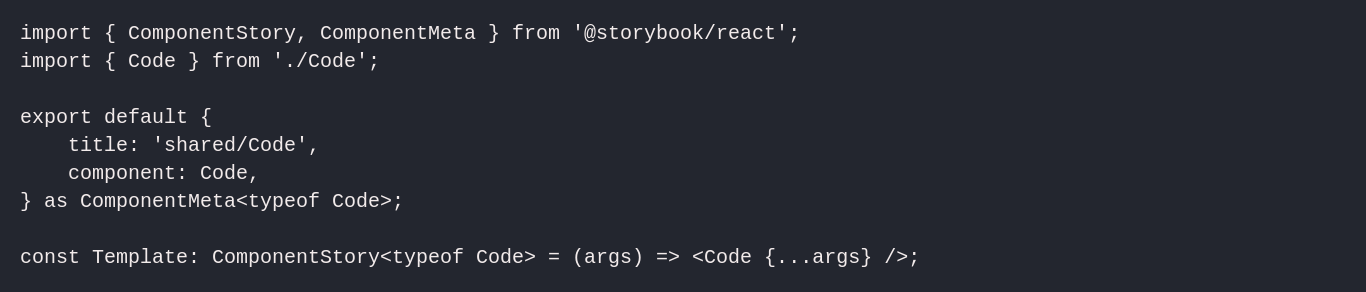 import { ComponentStory, ComponentMeta } from '@storybook/react';
import { Code } from './Code';

export default {
    title: 'shared/Code',
    component: Code,
} as ComponentMeta<typeof Code>;

const Template: ComponentStory<typeof Code> = (args) => <Code {...args} />;